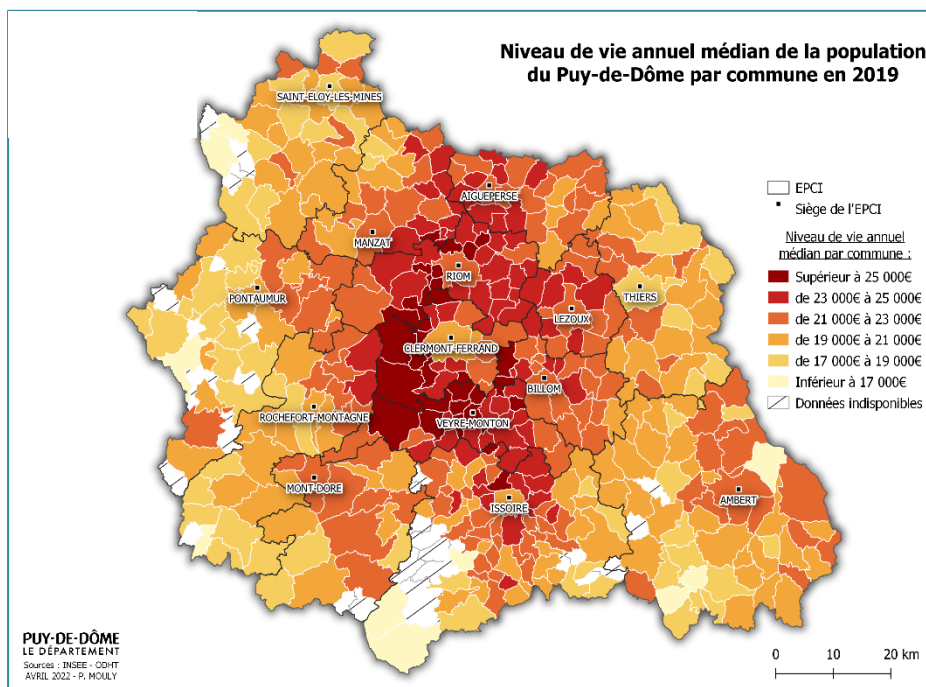 Niveau de vie annuel médian de la population
du Puy-de-Dôme par commune en 2019
SAINT-ELOY-LES-MINES
AIGUEPERSE
MANZAT
RIOM
PONTAUMUR
THIERS
LEZOUX
CLERMONT-FERRAND
BILLOM
ROCHEFORT-MONTAGNE
VEYRE-MONTON
MONT-DORE
AMBERT
ISSOIRE
EPCI
Siège de l'EPCI
Niveau de vie annuel
médian par commune :
Supérieur à 25 000€
de 23 000€ à 25 000€
de 21 000€ à 23 000€
de 19 000€ à 21 000€
de 17 000€ à 19 000€
Inférieur à 17 000€
Données indisponibles
PUY-DE-DÔME
LE DÉPARTEMENT
Sources : INSEE - ODHT
AVRIL 2022 - P. MOULY
0 10 20 km